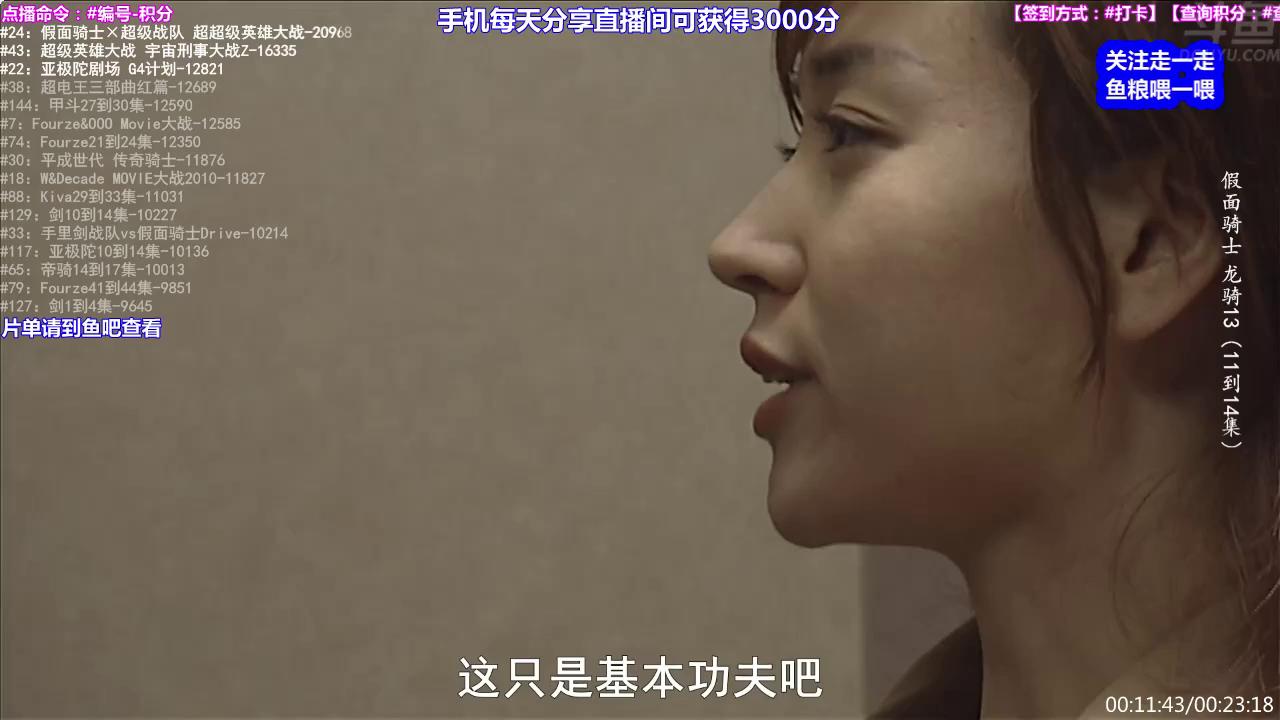 点播命令：#编号-积分
手机每天分享直播间可获得3000分
【签到方式：#打卡】【查询积分：#查
#24: 假面骑士×超级战队 超超级英雄大战-20968
#43: 超级英雄大战 宇宙刑事大战Z-16335
#22: 亚极陀剧场 G4计划-12821
#38: 超电王三部曲红篇-12689
#144: 甲斗27到30集-12590
#7: Fourze&OOO Movie大战-12585
#74: Fourze21到24集-12350
#30: 平成世代 传奇骑士-11876
#18: W&Decade MOVIE大战2010-11827
#88: Kiva29到33集-11031
#129: 剑10到14集-10227
#33: 手里剑战队vs假面骑士Drive-10214
#117: 亚极陀10到14集-10136
#65: 帝骑14到17集-10013
#79: Fourze41到44集-9851
#127: 剑1到4集-9645
片单请到鱼吧查看
斗鱼
DOUYU.COM
关注走一走
鱼粮喂一喂
假面骑士 龙骑13（11到14集）
这只是基本功夫吧
00:11:43/00:23:18